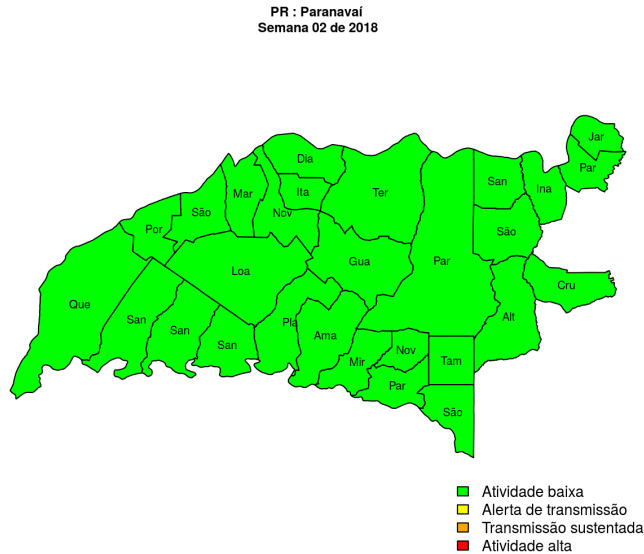 PR : Paranavaí
Semana 02 de 2018
Jar
Par
Dia
San
Ina
Mar
Ita
Ter
São
Nov
Por
São
Loa
Gua
Par
Cru
Que
San
San
San
Pla
Ama
Alt
Mir
Nov
Tam
Par
São
Atividade baixa
Alerta de transmissão
Transmissão sustentada
Atividade alta